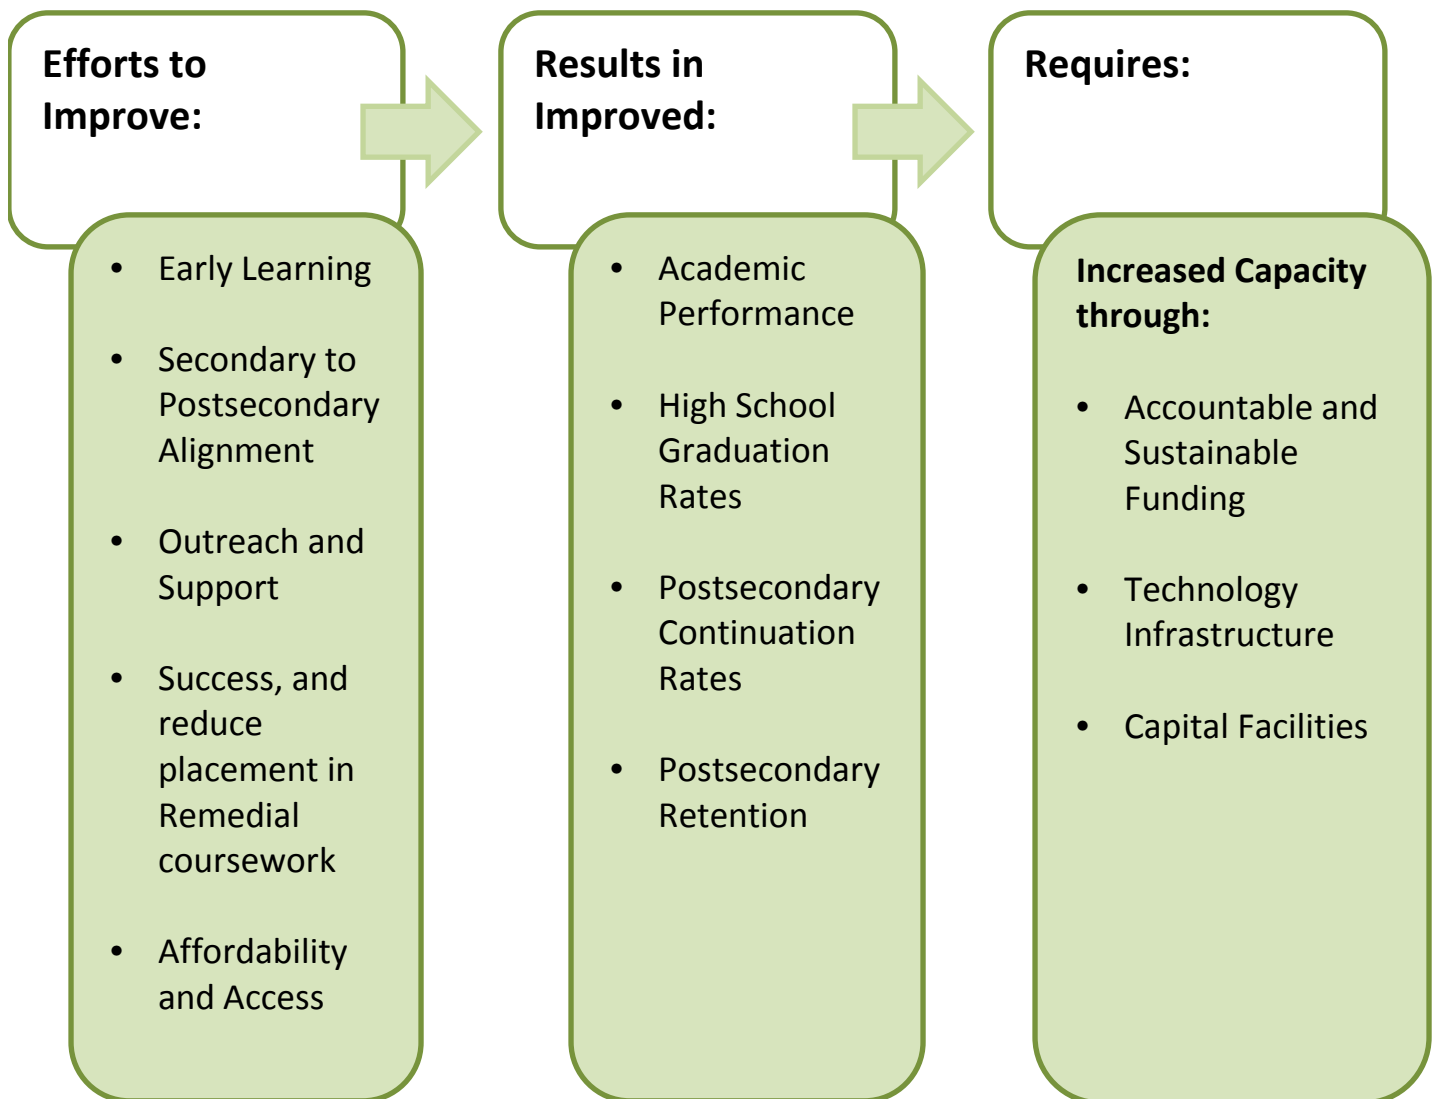 Efforts to
Improve:
• Early Learning
• Secondary to
Postsecondary
Alignment
• Outreach and
Support
• Success, and
reduce
placement in
Remedial
coursework
• Affordability
and Access
Results in
Improved:
• Academic
Performance
• High School
Graduation
Rates
• Postsecondary
Continuation
Rates
• Postsecondary
Retention
Requires:
Increased Capacity
through:
• Accountable and
Sustainable
Funding
• Technology
Infrastructure
• Capital Facilities